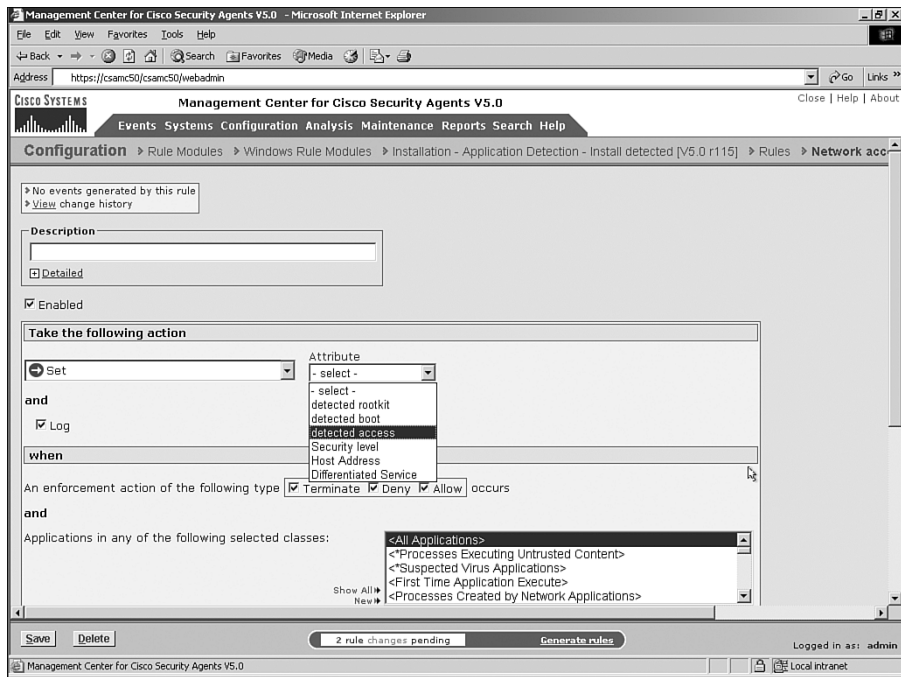 Management Center for Cisco Security Agents V5.0 - Microsoft Internet Explorer
File Edit View Favorites Tools Help
Back Search Favorites Media
Address https://csamc50/csamc50/webadmin Go Links »
CISCO SYSTEMS Management Center for Cisco Security Agents V5.0 Close | Help | About
Events Systems Configuration Analysis Maintenance Reports Search Help
Configuration Rule Modules Windows Rule Modules Installation - Application Detection - Install detected [V5.0 r115] Rules Network acc
No events generated by this rule
View change history
Description
Detailed
Enabled
Take the following action
Attribute
Set - select -
- select -
detected rootkit
detected boot
detected access
Security level
Host Address
Differentiated Service
and
Log
when
An enforcement action of the following type Terminate Deny Allow occurs
and
Applications in any of the following selected classes:
<All Applications>
<*Processes Executing Untrusted Content>
<*Suspected Virus Applications>
<First Time Application Execute>
<Processes Created by Network Applications>
Show All
New
Save Delete 2 rule changes pending Generate rules Logged in as: admin
Management Center for Cisco Security Agents V5.0 Local intranet